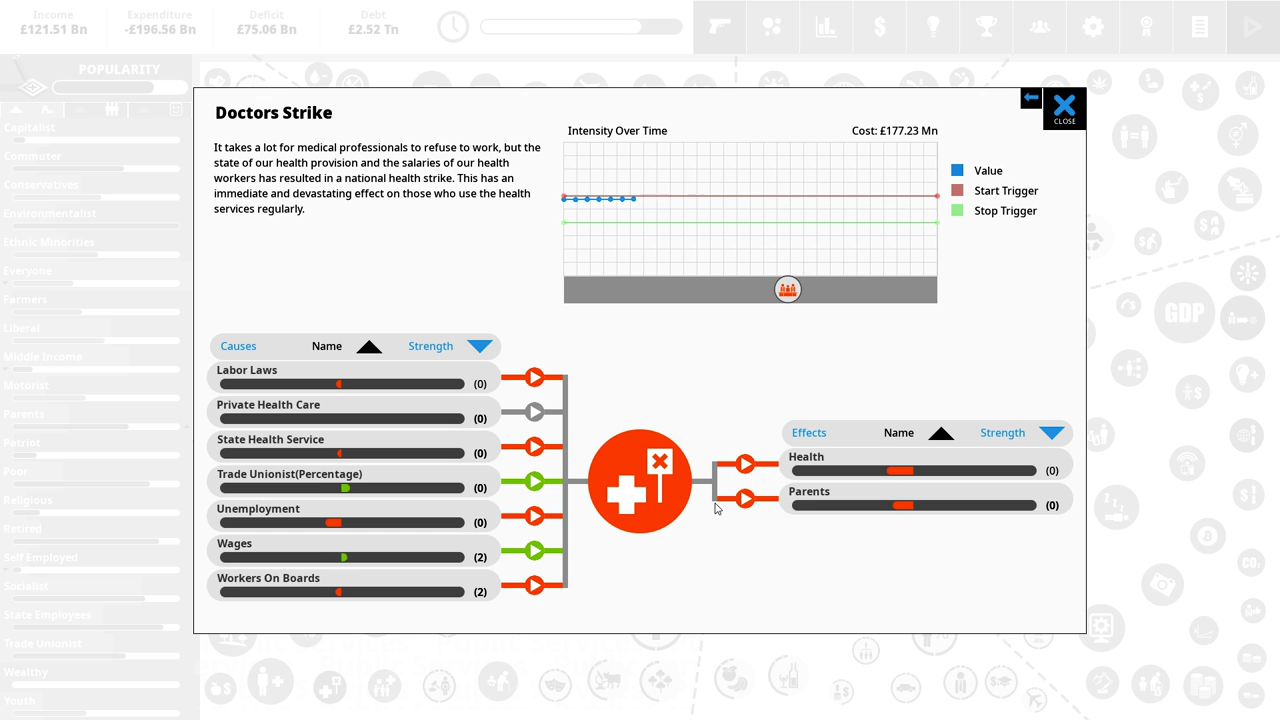 Income
Expenditure
Deficit
Debt
£121.51 Bn
-£196.56 Bn
£75.06 Bn
£2.52 Tn
POPULARITY
Capitalist
Commuter
Conservatives
Environmentalist
Ethnic Minorities
Everyone
Farmers
Liberal
Middle Income
Motorist
Parents
Patriot
Poor
Religious
Retired
Self Employed
Socialist
State Employees
Trade Unionist
Wealthy
Youth
Doctors Strike
CLOSE
It takes a lot for medical professionals to refuse to work, but the
state of our health provision and the salaries of our health
workers has resulted in a national health strike. This has an
immediate and devastating effect on those who use the health
services regularly.
Intensity Over Time
Cost: £177.23 Mn
Value
Start Trigger
Stop Trigger
Causes
Name
Strength
Labor Laws
(0)
Private Health Care
(0)
State Health Service
(0)
Trade Unionist(Percentage)
(0)
Unemployment
(0)
Wages
(2)
Workers On Boards
(2)
Effects
Name
Strength
Health
(0)
Parents
(0)
GDP